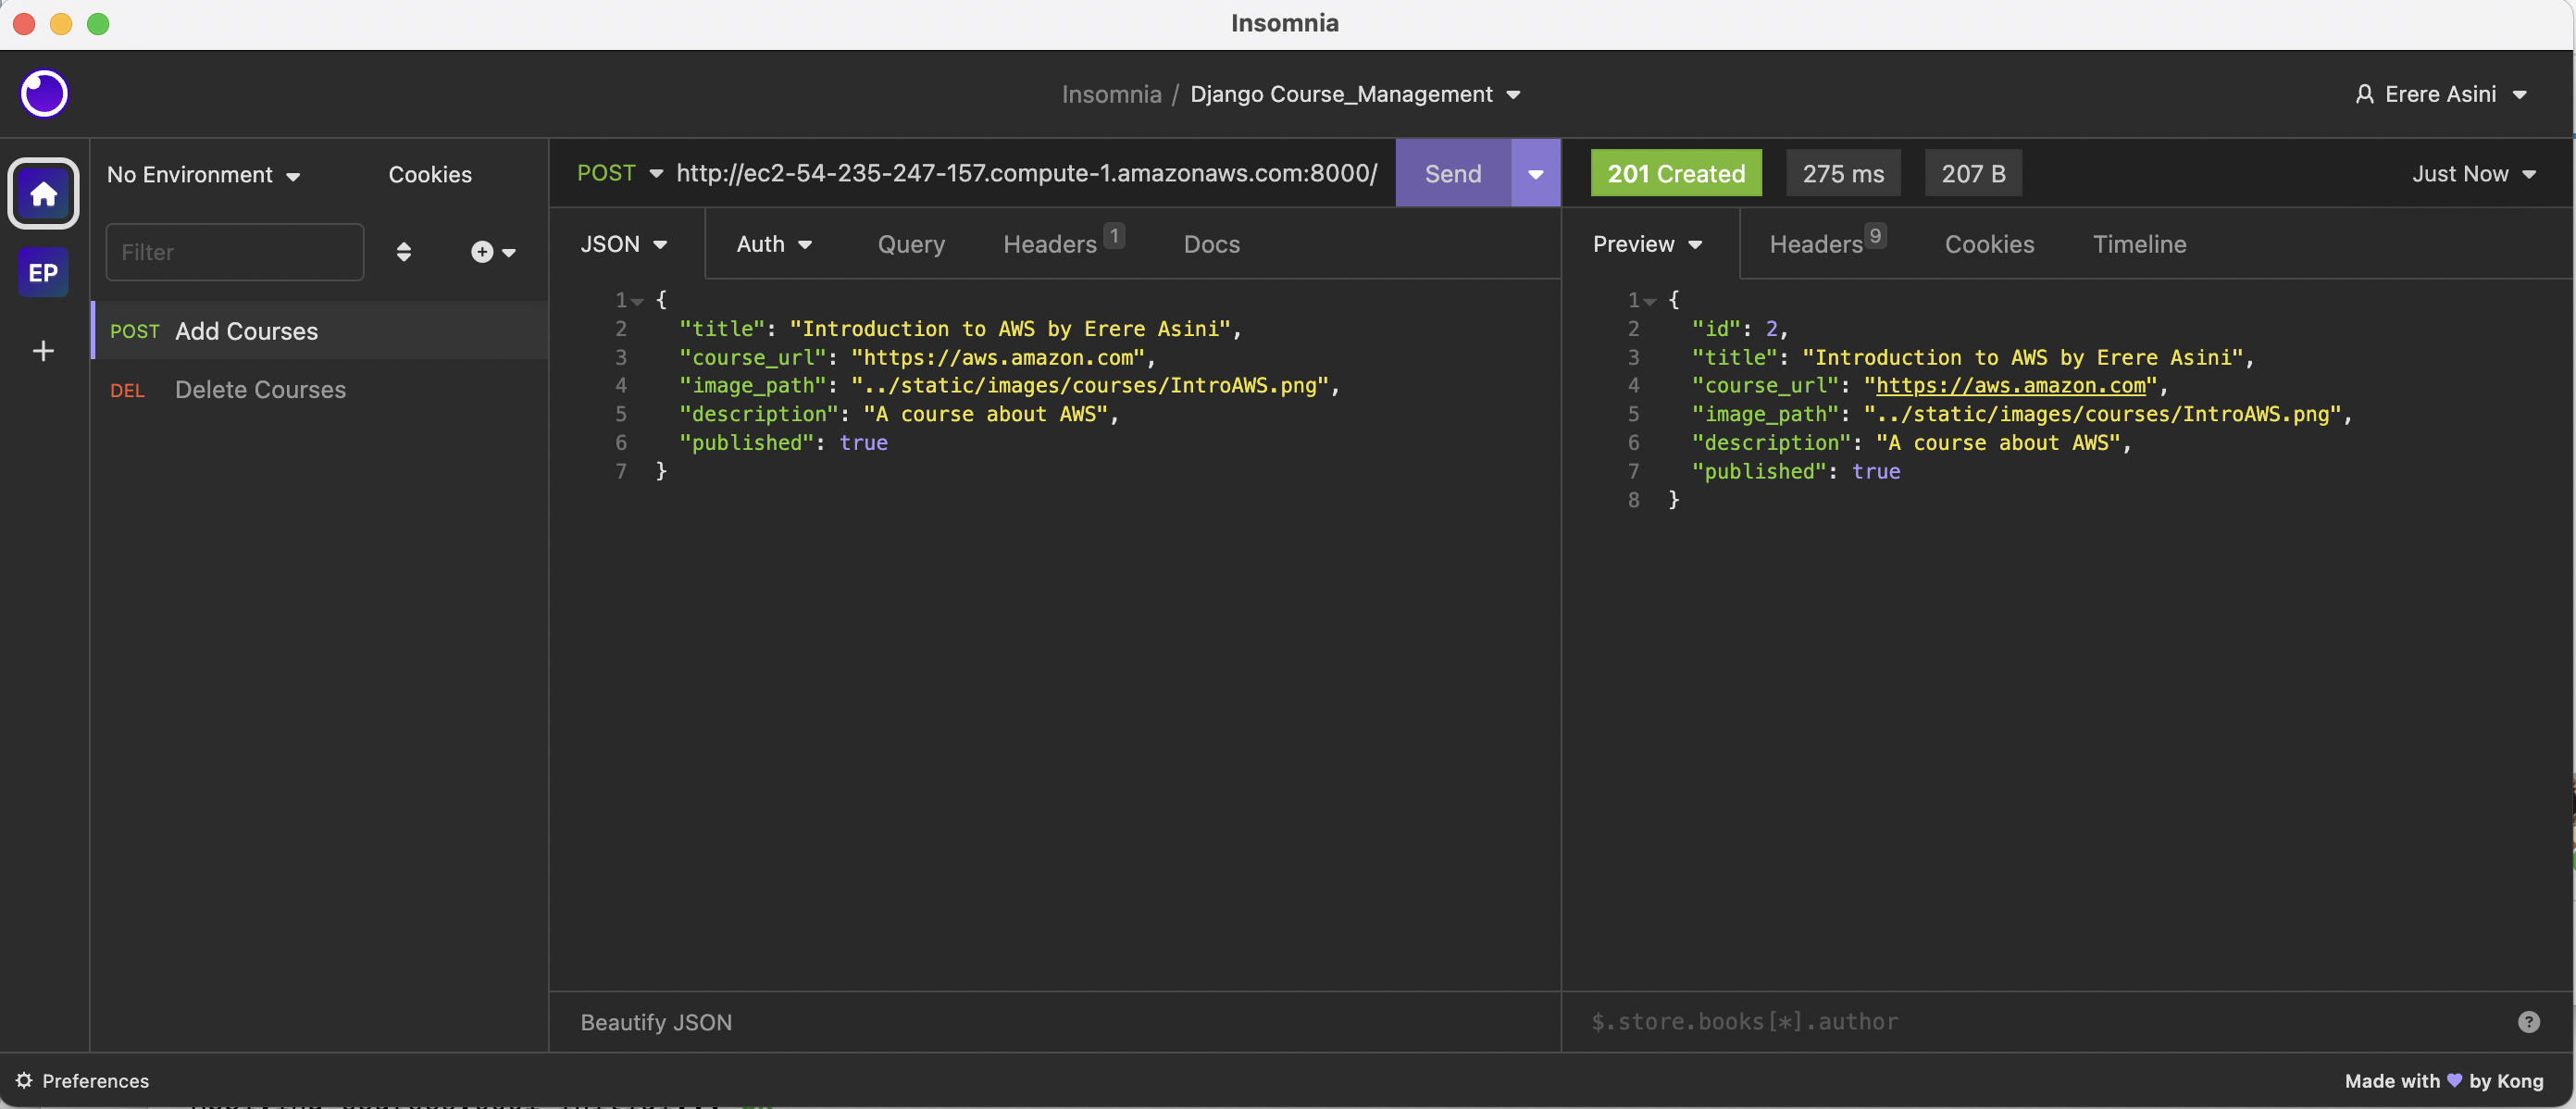 Insomnia
Insomnia / Django Course_Management
Erere Asini
EP
No Environment
Cookies
Filter
POST Add Courses
DEL Delete Courses
POST http://ec2-54-235-247-157.compute-1.amazonaws.com:8000/ Send
JSON Auth Query Headers 1 Docs
1 {
2 "title": "Introduction to AWS by Erere Asini",
3 "course_url": "https://aws.amazon.com",
4 "image_path": "../static/images/courses/IntroAWS.png",
5 "description": "A course about AWS",
6 "published": true
7 }
Beautify JSON
201 Created 275 ms 207 B Just Now
Preview Headers 9 Cookies Timeline
1 {
2 "id": 2,
3 "title": "Introduction to AWS by Erere Asini",
4 "course_url": "https://aws.amazon.com",
5 "image_path": "../static/images/courses/IntroAWS.png",
6 "description": "A course about AWS",
7 "published": true
8 }
$.store.books[*].author
Preferences
Made with 💜 by Kong